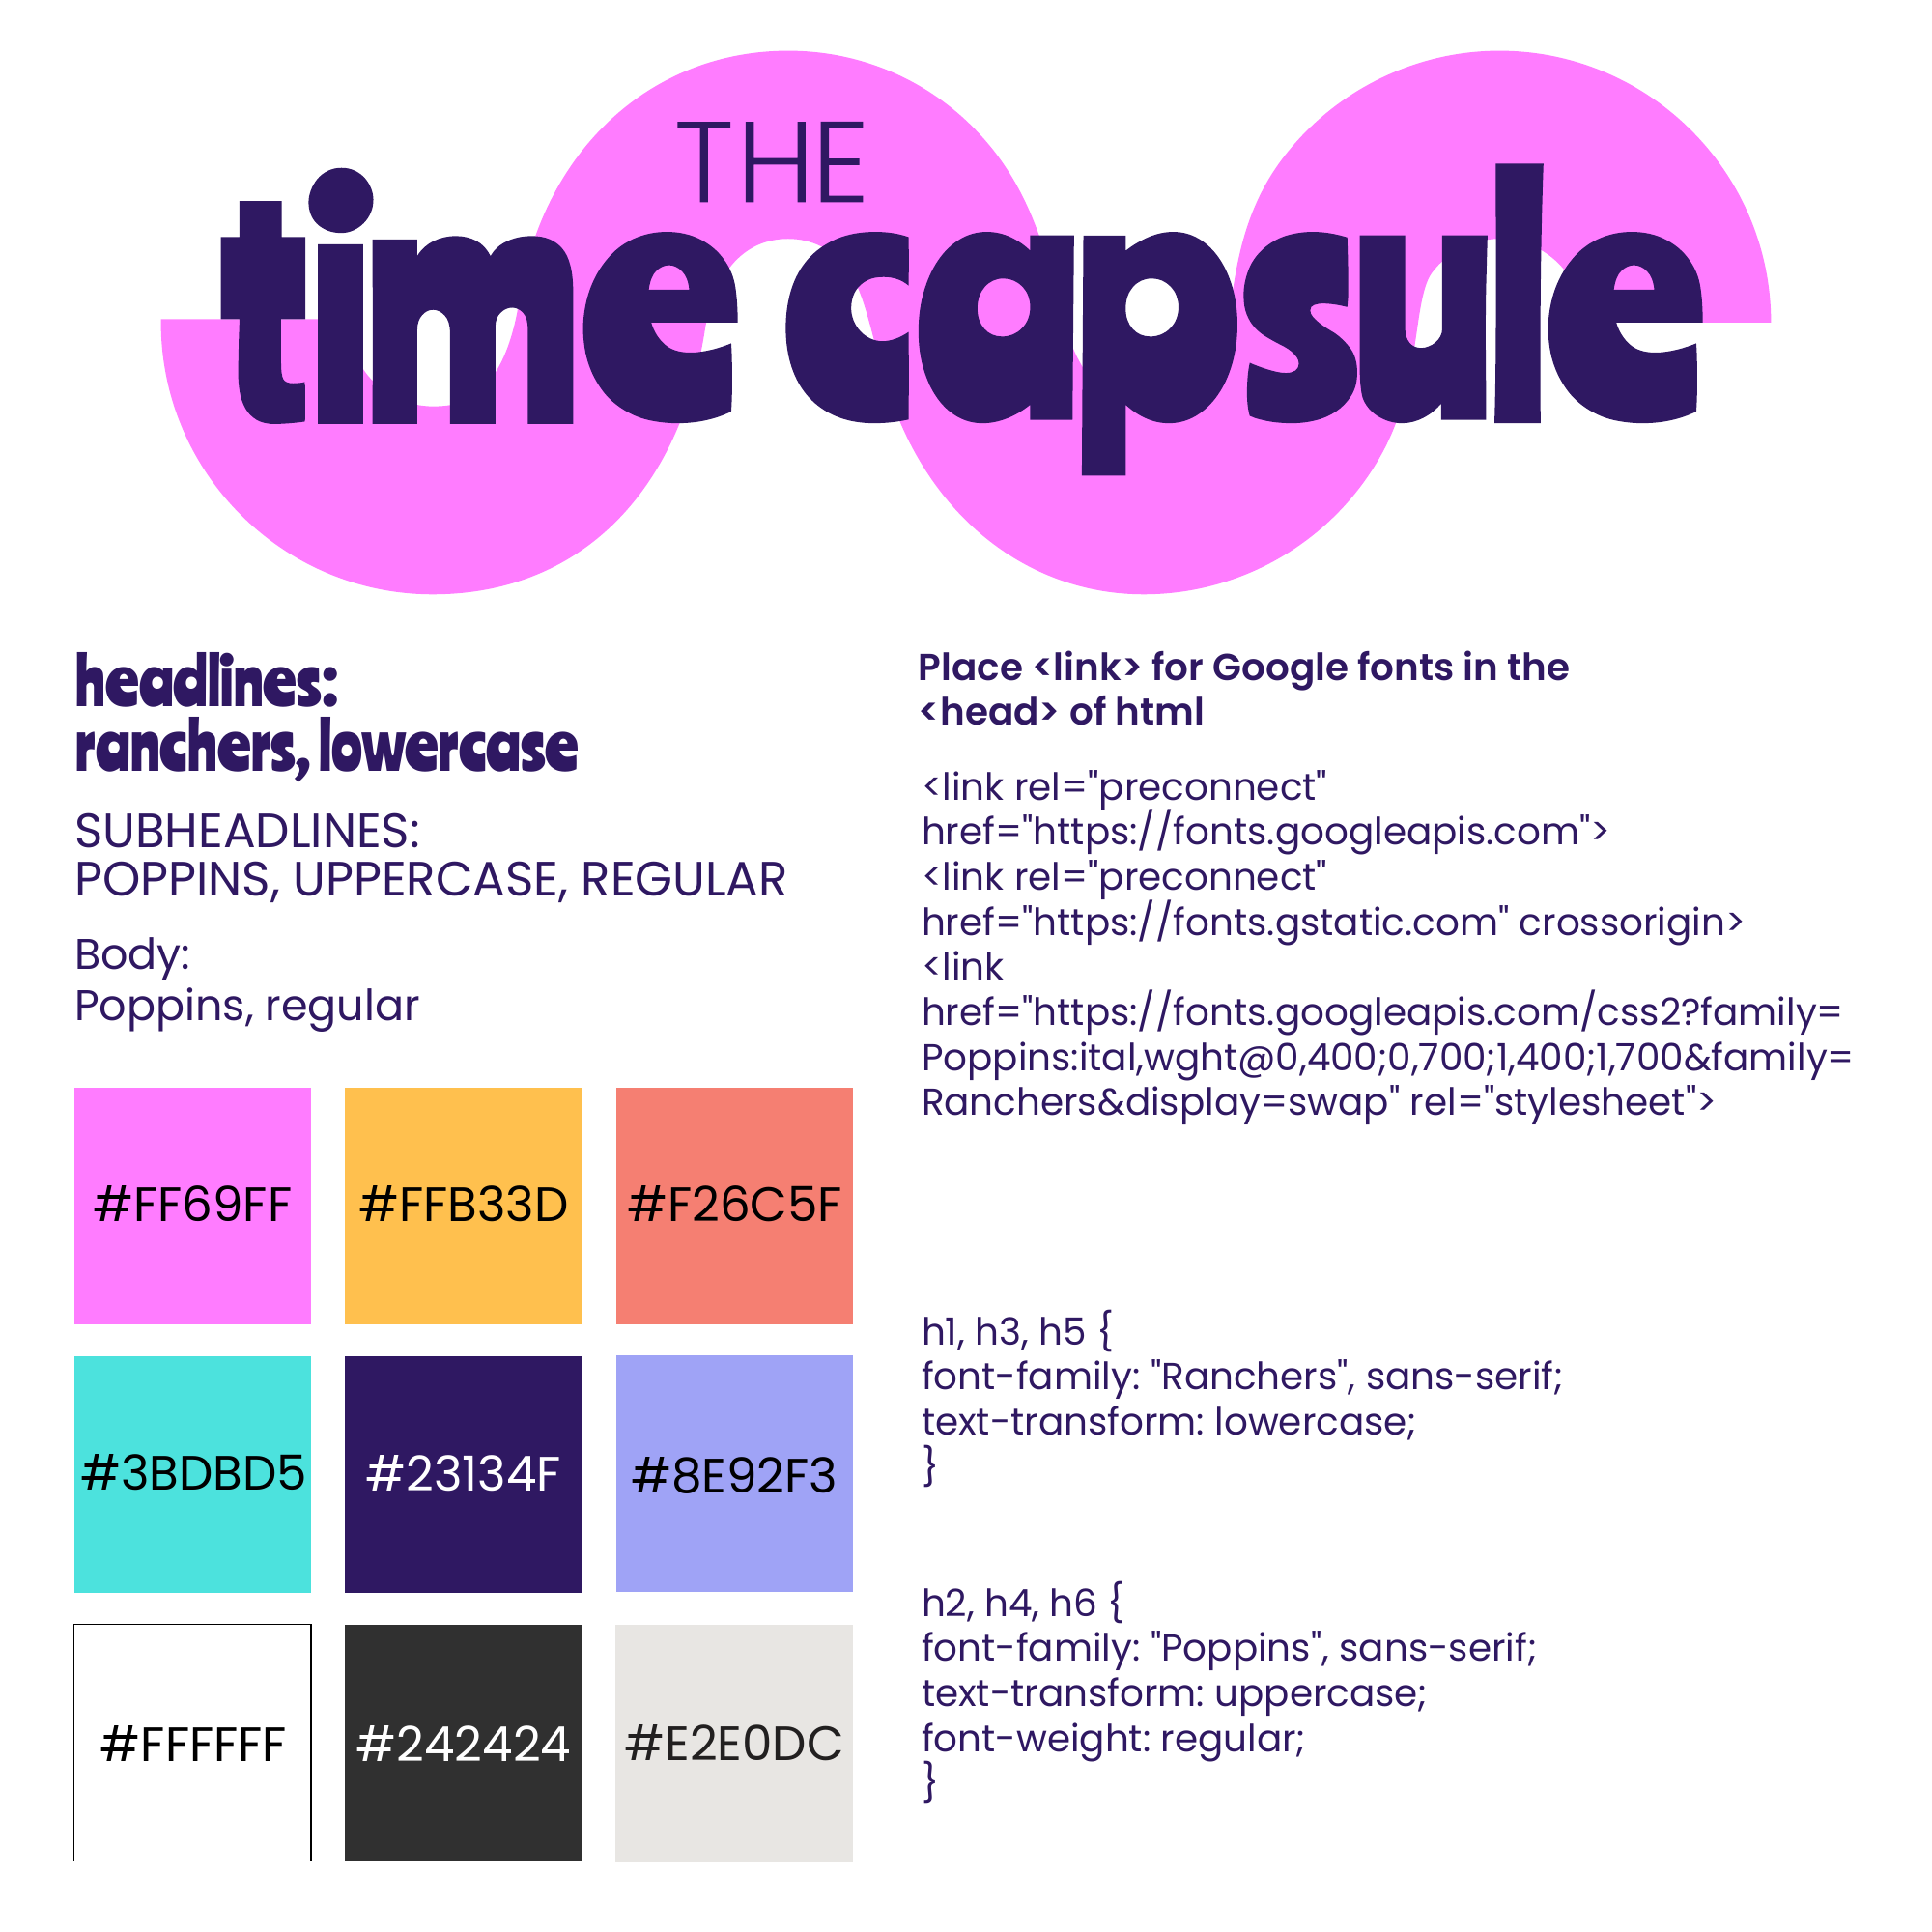 THE
time capsule
headlines:
ranchers, lowercase
SUBHEADLINES:
POPPINS, UPPERCASE, REGULAR
Body:
Poppins, regular
#FF69FF
#FFB33D
#F26C5F
#3BDBD5
#23134F
#8E92F3
#FFFFFF
#242424
#E2E0DC
Place <link> for Google fonts in the
<head> of html
<link rel="preconnect"
href="https://fonts.googleapis.com">
<link rel="preconnect"
href="https://fonts.gstatic.com" crossorigin>
<link
href="https://fonts.googleapis.com/css2?family=
Poppins:ital,wght@0,400;0,700;1,400;1,700&family=
Ranchers&display=swap" rel="stylesheet">
h1, h3, h5 {
font-family: "Ranchers", sans-serif;
text-transform: lowercase;
}
h2, h4, h6 {
font-family: "Poppins", sans-serif;
text-transform: uppercase;
font-weight: regular;
}